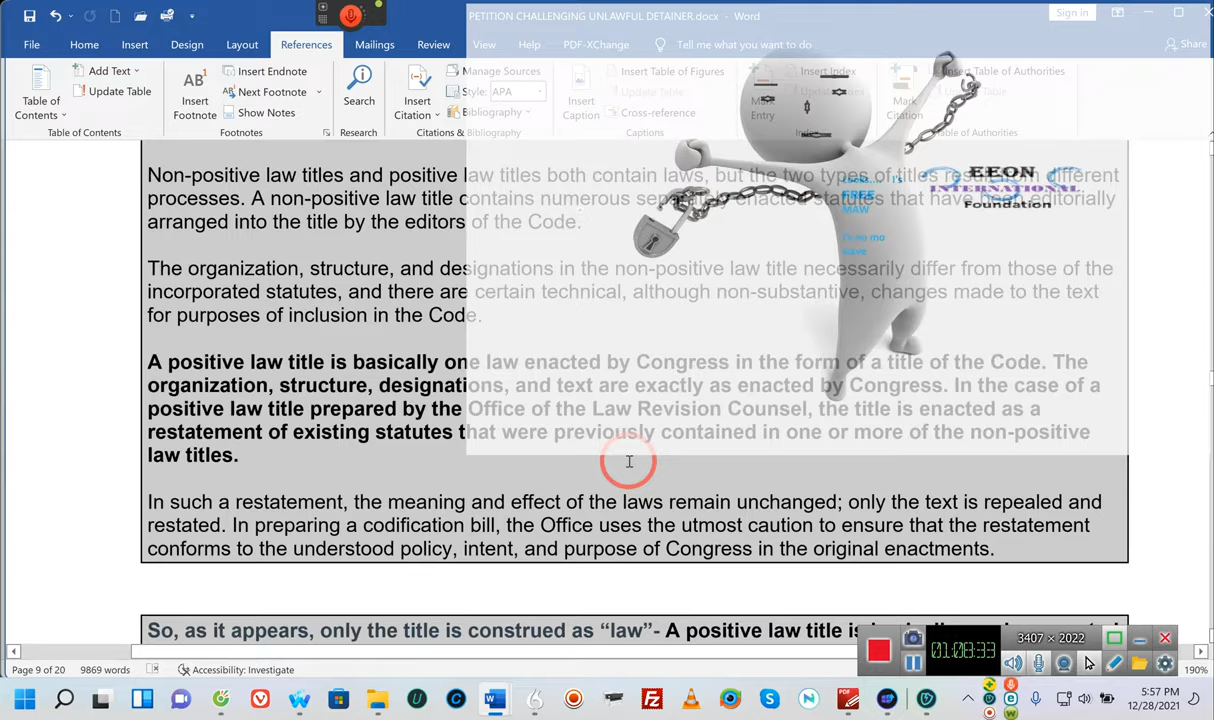 PETITION CHALLENGING UNLAWFUL DETAINER.docx - Word
Sign in
File Home Insert Design Layout References Mailings Review View Help PDF-XChange Tell me what you want to do Share
Table of Contents
Add Text
Update Table
Table of Contents
AB1
Insert Footnote
Insert Endnote
Next Footnote
Show Notes
Footnotes
Search
Research
Insert Citation
Manage Sources
Style: APA
Bibliography
Citations & Bibliography
Insert Caption
Insert Table of Figures
Update Table
Cross-reference
Captions
Mark Entry
Insert Index
Update Index
Index
Mark Citation
Insert Table of Authorities
Table of Authorities
EEON
INTERNATIONAL
Foundation
I's
FREE
MAW
I'm no mo
Non-positive law titles and positive law titles both contain laws, but the two types of titles result from different
processes. A non-positive law title contains numerous separately enacted statutes that have been editorially
arranged into the title by the editors of the Code.
The organization, structure, and designations in the non-positive law title necessarily differ from those of the
incorporated statutes, and there are certain technical, although non-substantive, changes made to the text
for purposes of inclusion in the Code.
A positive law title is basically one law enacted by Congress in the form of a title of the Code. The
organization, structure, designations, and text are exactly as enacted by Congress. In the case of a
positive law title prepared by the Office of the Law Revision Counsel, the title is enacted as a
restatement of existing statutes that were previously contained in one or more of the non-positive
law titles.
In such a restatement, the meaning and effect of the laws remain unchanged; only the text is repealed and
restated. In preparing a codification bill, the Office uses the utmost caution to ensure that the restatement
conforms to the understood policy, intent, and purpose of Congress in the original enactments.
So, as it appears, only the title is construed as “law”- A positive law title is
01:08:33
3407 × 2022
Page 9 of 20 9869 words Accessibility: Investigate 190%
5:57 PM
12/28/2021